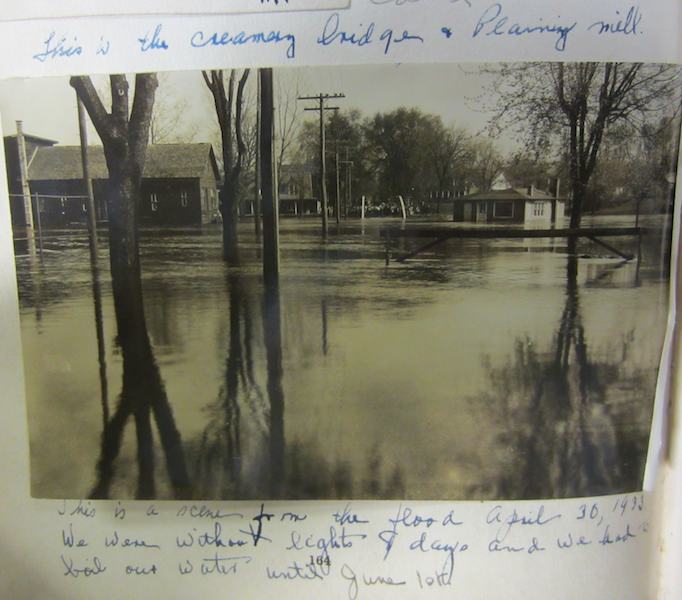 This is the creamery bridge & Plaining mill.
This is a scene from the flood April 30, 1933
We were without lights 8 days and we had
boil our water until June 10th
164